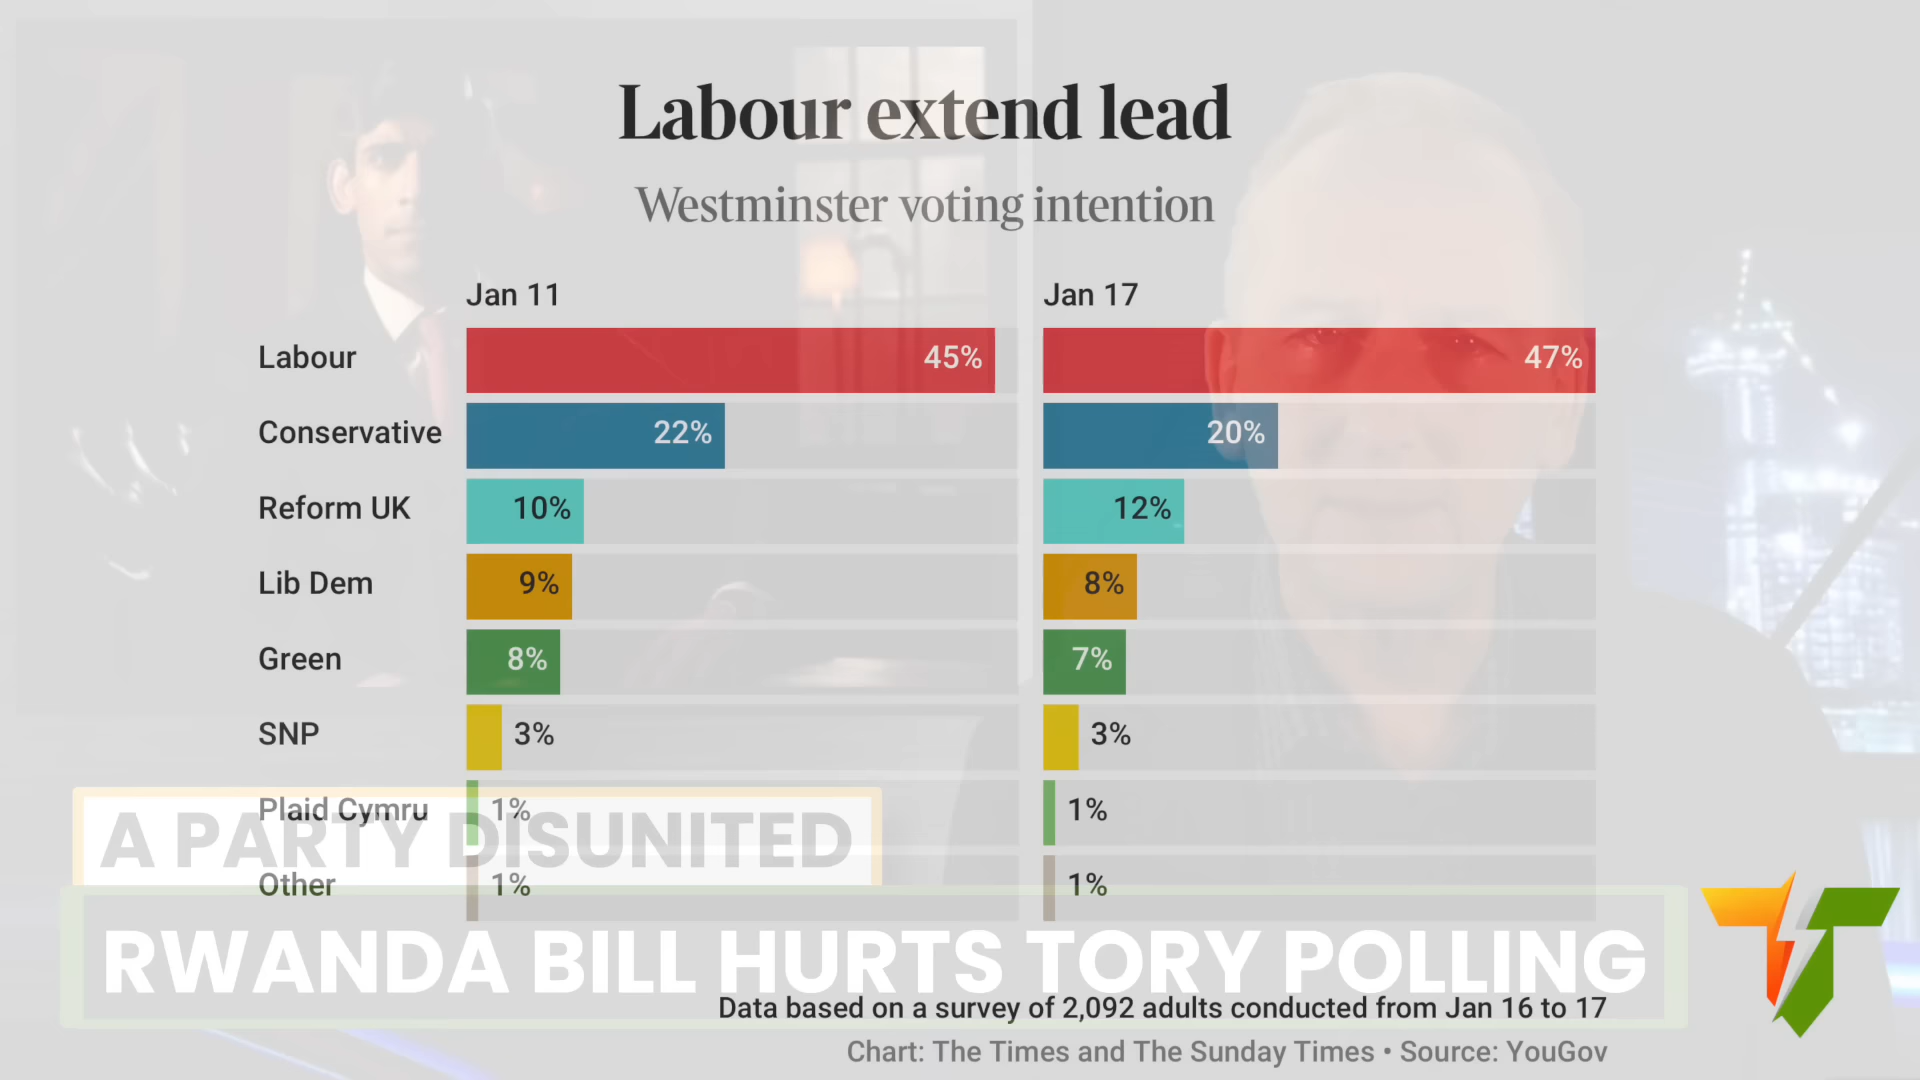 Labour extend lead
Westminster voting intention
Jan 11 Jan 17
Labour 45% 47%
Conservative 22% 20%
Reform UK 10% 12%
Lib Dem 9% 8%
Green 8% 7%
SNP 3% 3%
Plaid Cymru 1% 1%
A PARTY DISUNITED
Other 1% 1%
RWANDA BILL HURTS TORY POLLING
Data based on a survey of 2,092 adults conducted from Jan 16 to 17
Chart: The Times and The Sunday Times • Source: YouGov